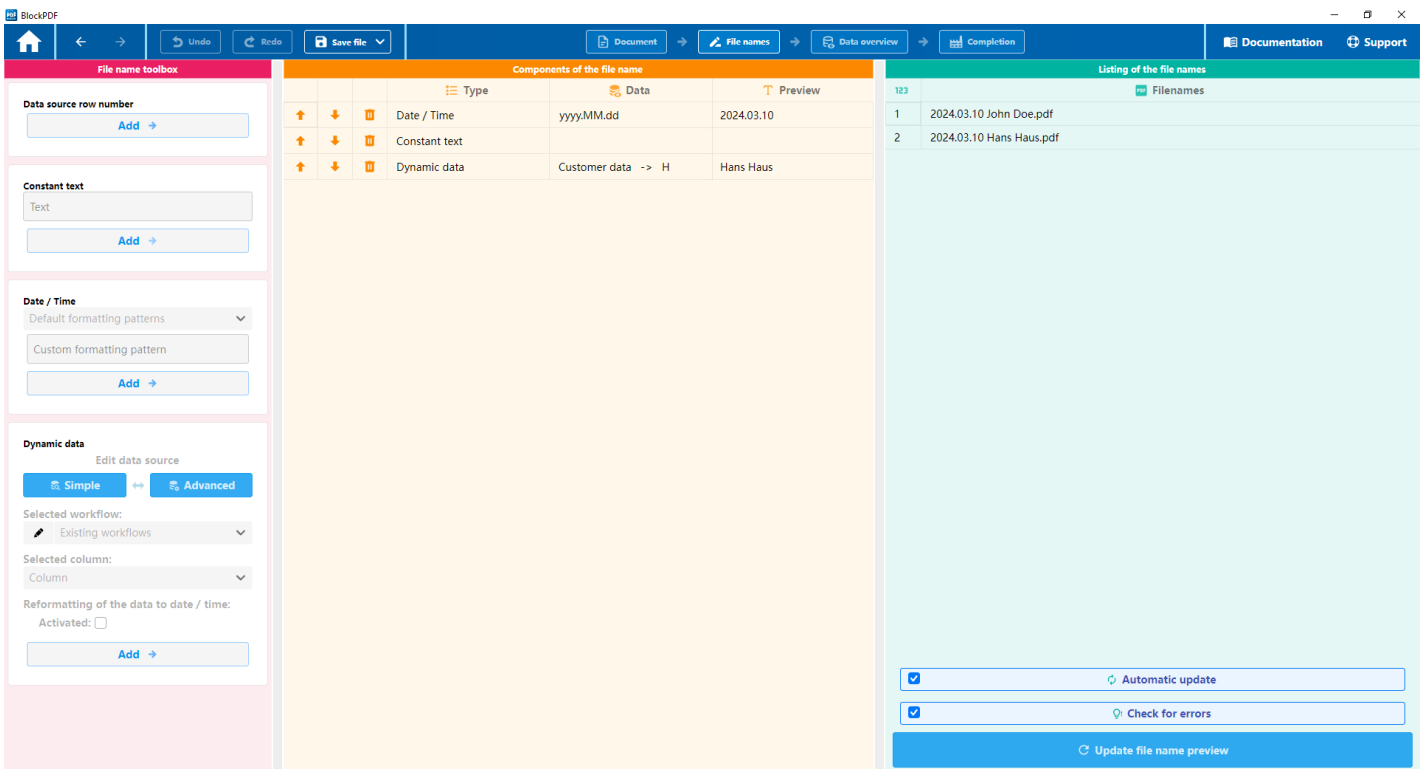 BlockPDF
Undo Redo Save file Document File names Data overview Completion Documentation Support
File name toolbox
Data source row number
Add
Constant text
Text
Add
Date / Time
Default formatting patterns
Custom formatting pattern
Add
Dynamic data
Edit data source
Simple Advanced
Selected workflow:
Existing workflows
Selected column:
Column
Reformatting of the data to date / time:
Activated:
Add
Components of the file name
Type Data Preview
Date / Time yyyy.MM.dd 2024.03.10
Constant text
Dynamic data Customer data -> H Hans Haus
Listing of the file names
123 PDF Filenames
1 2024.03.10 John Doe.pdf
2 2024.03.10 Hans Haus.pdf
Automatic update
Check for errors
Update file name preview